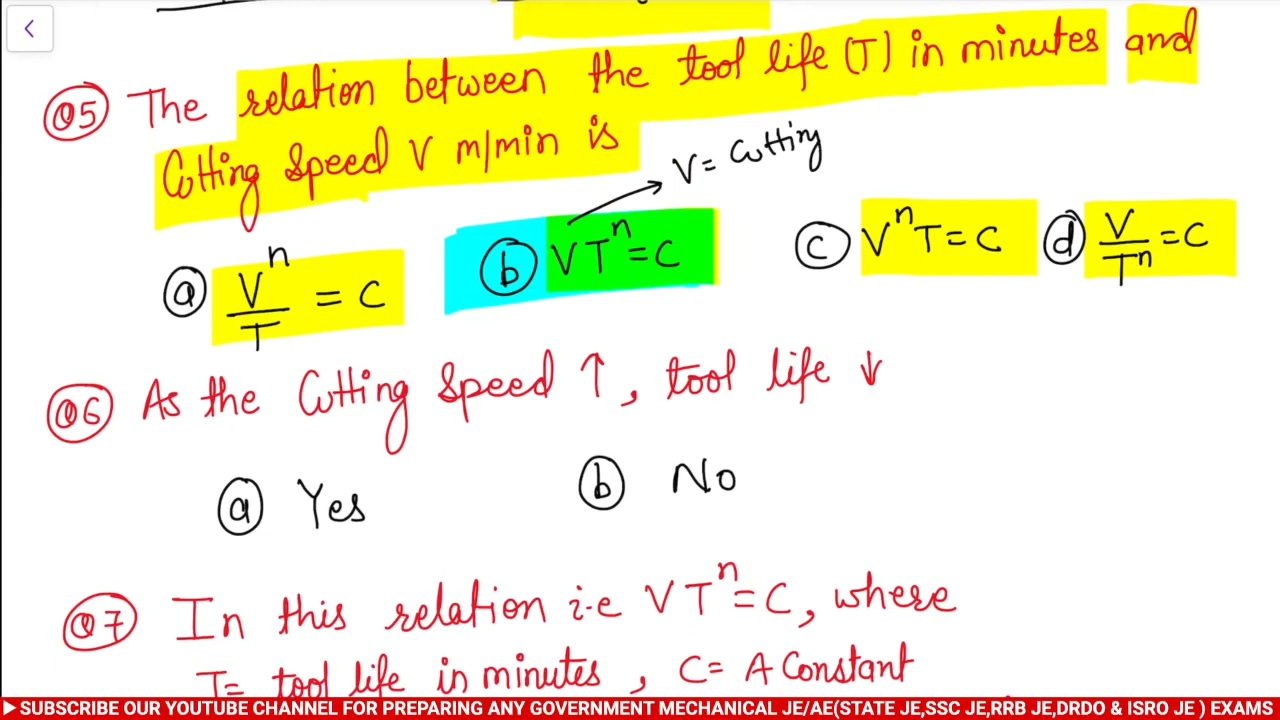 Q5 The relation between the tool life (T) in minutes and
Cutting Speed V m/min is
V = Cutting
(a) V^n/T = C (b) VT^n = C (c) V^n T = C (d) V/T^n = C
Q6 As the Cutting Speed ↑, tool life ↓
(a) Yes (b) No
Q7 In this relation i.e VT^n = C, where
T = tool life in minutes, C = A Constant
▶ SUBSCRIBE OUR YOUTUBE CHANNEL FOR PREPARING ANY GOVERNMENT MECHANICAL JE/AE(STATE JE,SSC JE,RRB JE,DRDO & ISRO JE ) EXAMS